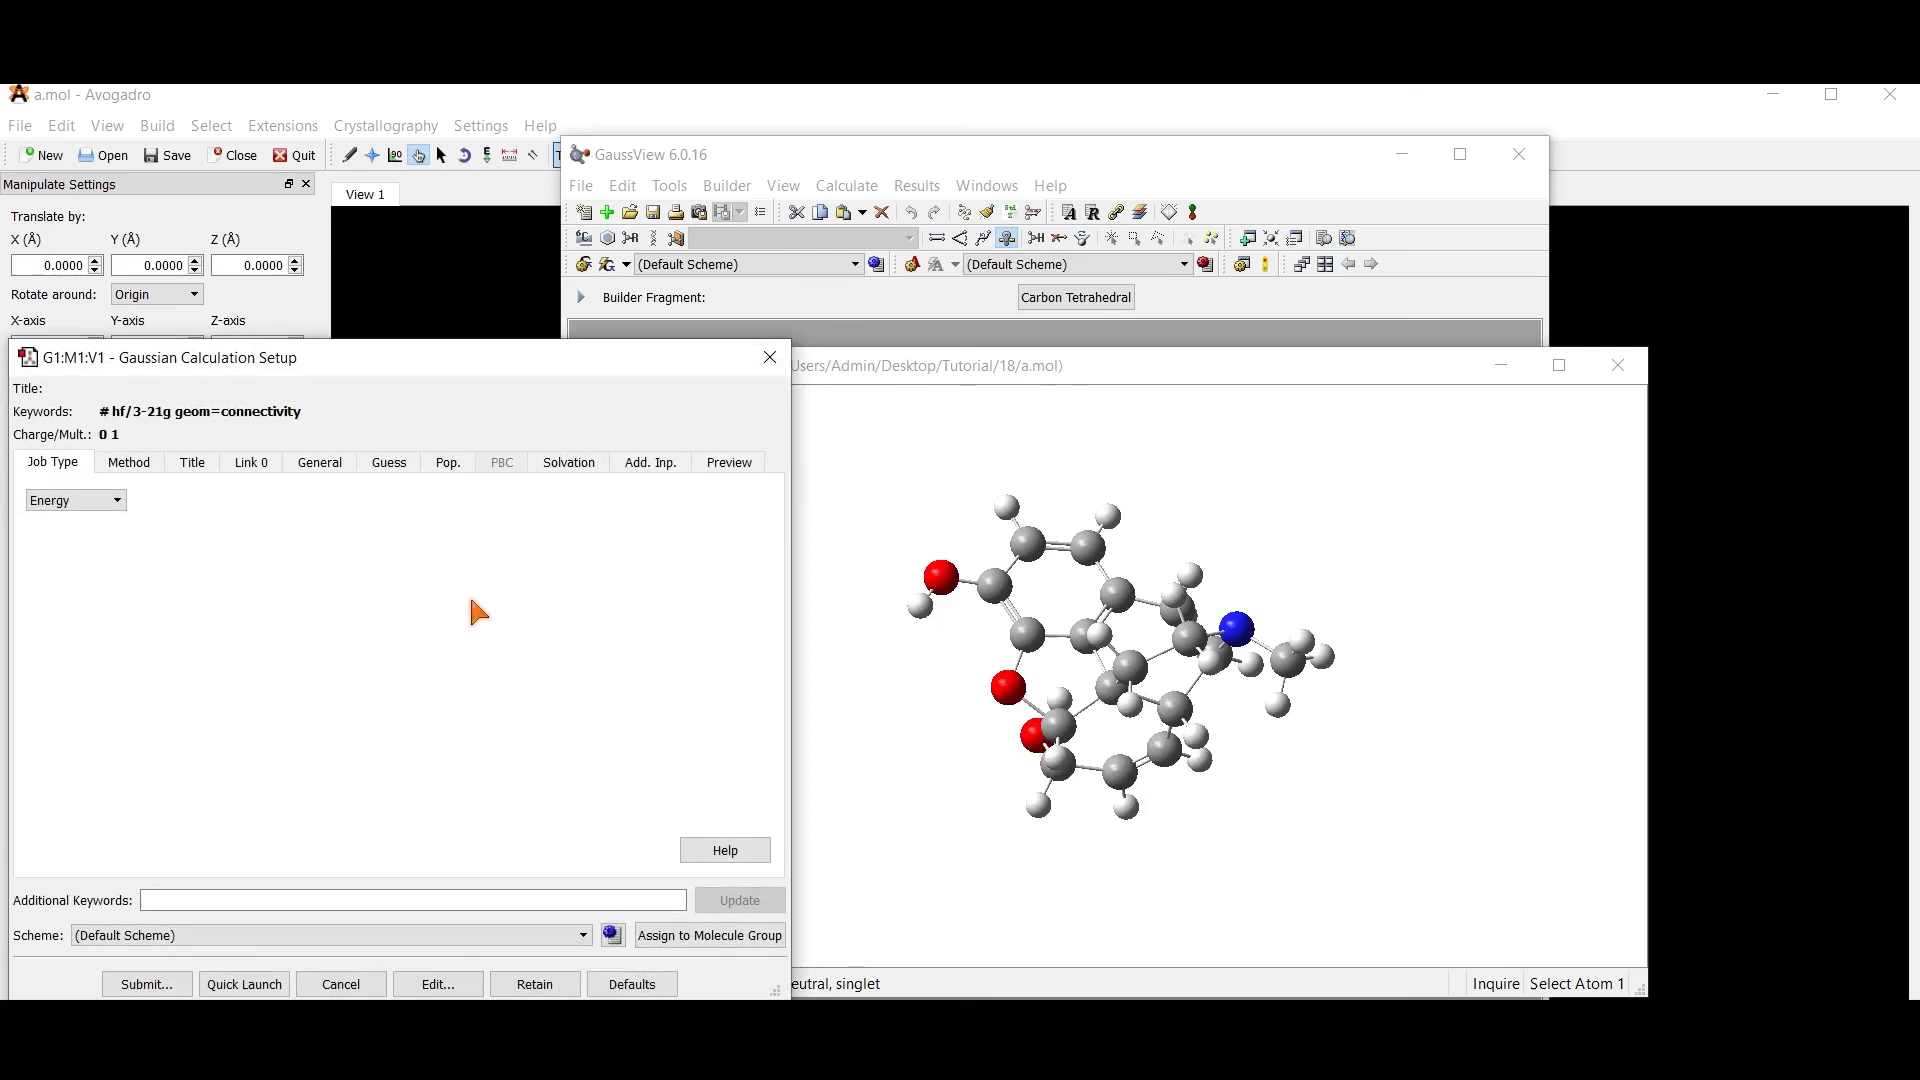 a.mol - Avogadro
File Edit View Build Select Extensions Crystallography Settings Help
New Open Save Close Quit
Manipulate Settings
View 1
Translate by:
X (Å) Y (Å) Z (Å)
0.0000 0.0000 0.0000
Rotate around: Origin
X-axis Y-axis Z-axis
GaussView 6.0.16
File Edit Tools Builder View Calculate Results Windows Help
(Default Scheme) (Default Scheme)
Builder Fragment: Carbon Tetrahedral
G1:M1:V1 - Gaussian Calculation Setup
Users/Admin/Desktop/Tutorial/18/a.mol)
Title:
Keywords: # hf/3-21g geom=connectivity
Charge/Mult.: 0 1
Job Type Method Title Link 0 General Guess Pop. PBC Solvation Add. Inp. Preview
Energy
Help
Additional Keywords: Update
Scheme: (Default Scheme) Assign to Molecule Group
Submit... Quick Launch Cancel Edit... Retain Defaults
eutral, singlet Inquire Select Atom 1